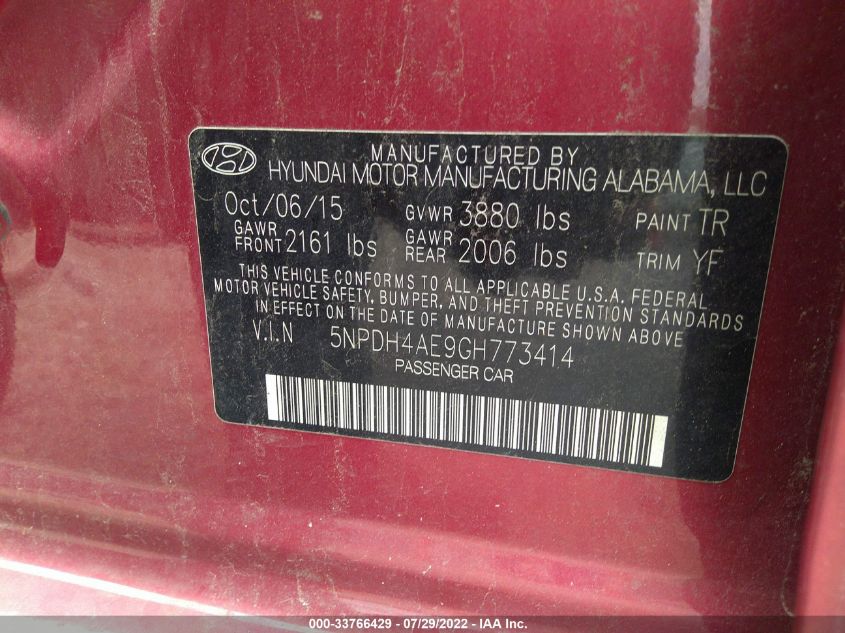 MANUFACTURED BY
HYUNDAI MOTOR MANUFACTURING ALABAMA, LLC
Oct/06/15 GVWR 3880 lbs PAINT TR
GAWR FRONT 2161 lbs GAWR REAR 2006 lbs TRIM YF
THIS VEHICLE CONFORMS TO ALL APPLICABLE U.S.A. FEDERAL
MOTOR VEHICLE SAFETY, BUMPER, AND THEFT PREVENTION STANDARDS
IN EFFECT ON THE DATE OF MANUFACTURE SHOWN ABOVE
V.I.N 5NPDH4AE9GH773414
PASSENGER CAR
000-33766429 - 07/29/2022 - IAA Inc.